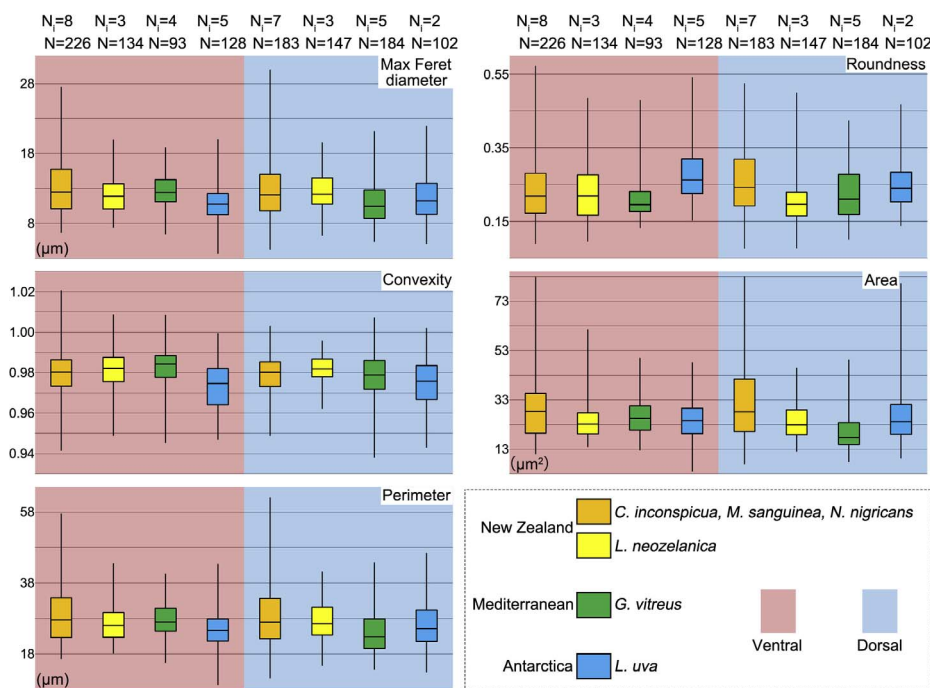 Nᵢ=8 Nᵢ=3 Nᵢ=4 Nᵢ=5 Nᵢ=7 Nᵢ=3 Nᵢ=5 Nᵢ=2
N=226 N=134 N=93 N=128 N=183 N=147 N=184 N=102
Max Feret
diameter
28
18
8
(µm)
Convexity
1.02
1.00
0.98
0.96
0.94
Perimeter
58
38
18
(µm)
Nᵢ=8 Nᵢ=3 Nᵢ=4 Nᵢ=5 Nᵢ=7 Nᵢ=3 Nᵢ=5 Nᵢ=2
N=226 N=134 N=93 N=128 N=183 N=147 N=184 N=102
Roundness
0.55
0.35
0.15
Area
73
53
33
13
(µm²)
New Zealand
C. inconspicua, M. sanguinea, N. nigricans
L. neozelanica
Mediterranean
G. vitreus
Antarctica
L. uva
Ventral
Dorsal